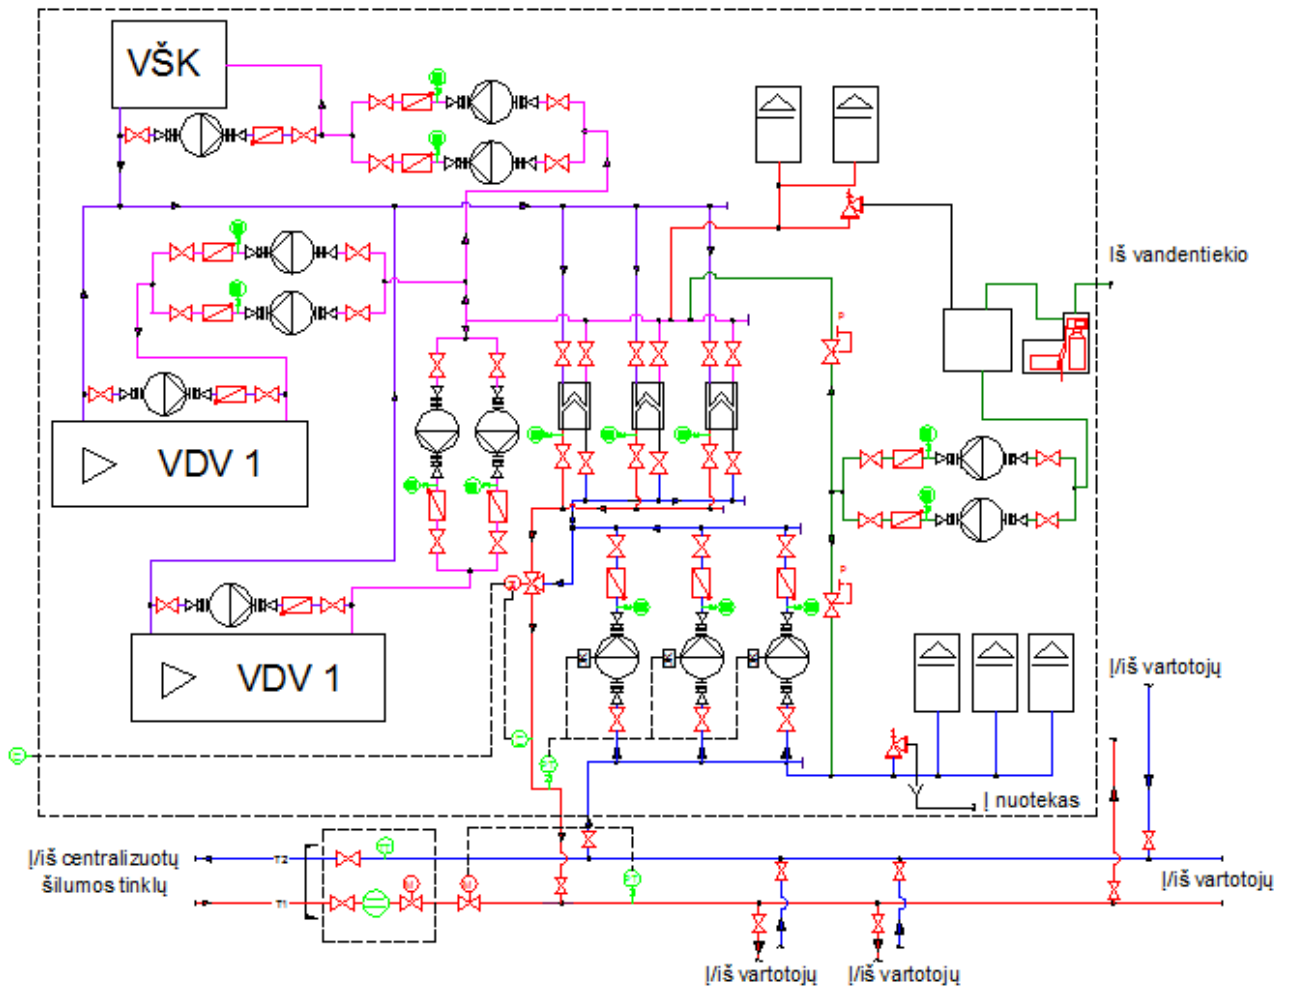 VŠK
Iš vandentiekio
P
VDV 1
P
VDV 1
Į/iš vartotojų
Į nuotekas
Į/iš centralizuotų
šilumos tinklų
T2
T1
M
M
Į/iš vartotojų
Į/iš vartotojų
Į/iš vartotojų